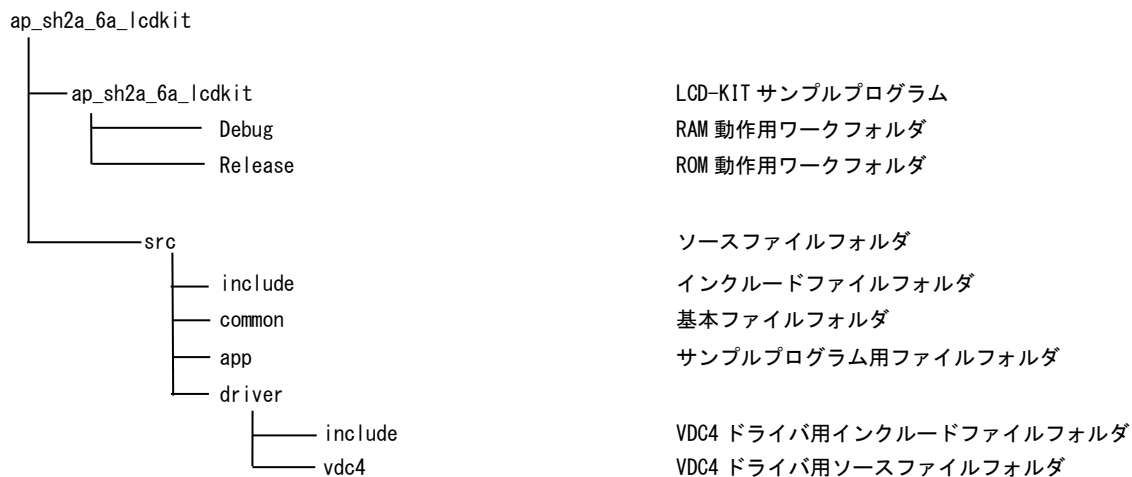 ap_sh2a_6a_lcdkit
ap_sh2a_6a_lcdkit LCD-KIT サンプルプログラム
Debug RAM 動作用ワークフォルダ
Release ROM 動作用ワークフォルダ
src ソースファイルフォルダ
include インクルードファイルフォルダ
common 基本ファイルフォルダ
app サンプルプログラム用ファイルフォルダ
driver
include VDC4 ドライバ用インクルードファイルフォルダ
vdc4 VDC4 ドライバ用ソースファイルフォルダ